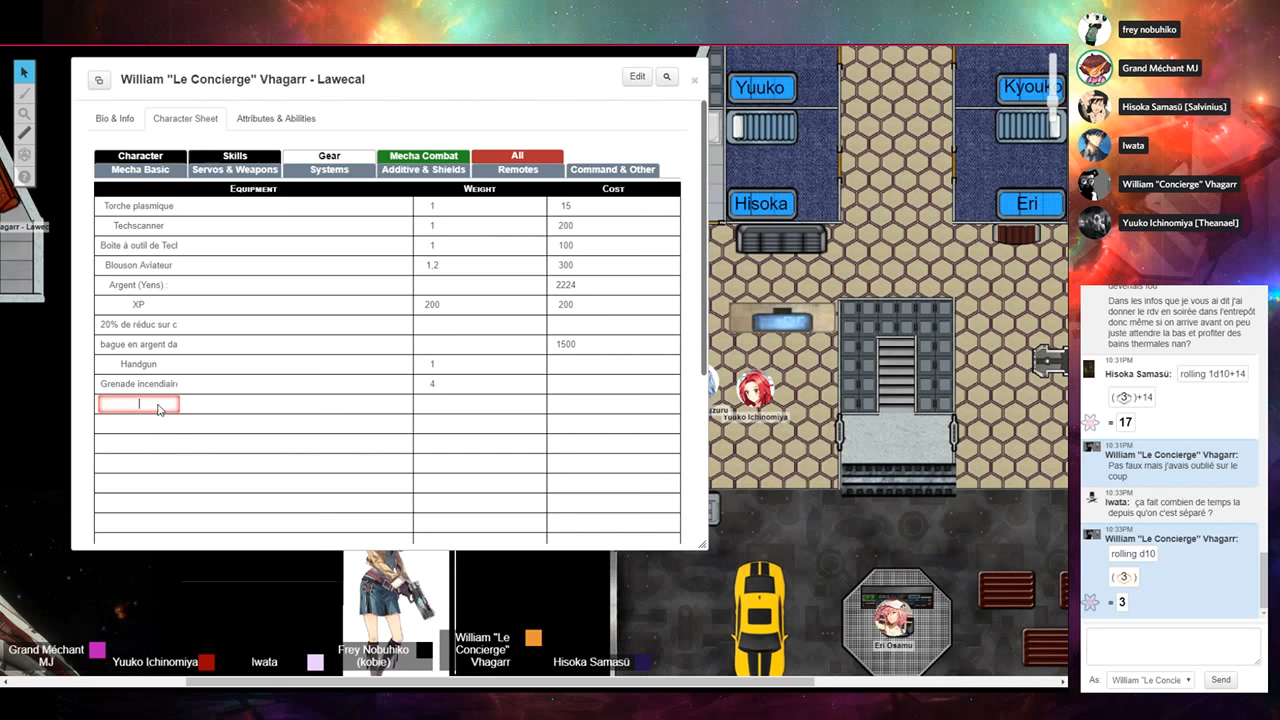 William "Le Concierge" Vhagarr - Lawecal
Edit
Bio & Info Character Sheet Attributes & Abilities
Character Skills Gear Mecha Combat All
Mecha Basic Servos & Weapons Systems Additive & Shields Remotes Command & Other
Equipment Weight Cost
Torche plasmique 1 15
Techscanner 1 200
Boite à outil de Tecl 1 100
Blouson Aviateur 1,2 300
Argent (Yens) : 2224
XP 200 200
20% de réduc sur c
bague en argent da 1500
Handgun 1
Grenade incendiaire 4
agarr - Lawec
Yuuko
Kyouko
Hisoka
Eri
uzuru
Yuuko Ichinomiya
Eri Osamu
Grand Méchant
MJ
Yuuko Ichinomiya
Iwata
Frey Nobuhiko
(kobie)
William "Le
Concierge"
Vhagarr
Hisoka Samasū
frey nobuhiko
Grand Méchant MJ
Hisoka Samasū [Salvinius]
Iwata
William "Concierge" Vhagarr
Yuuko Ichinomiya [Theanael]
devenais fou
Dans les infos que je vous ai dit j'ai
donner le rdv en soirée dans l'entrepôt
donc même si on arrive avant on peu
juste attendre la bas et profiter des
bains thermales nan?
10:31PM
Hisoka Samasū: rolling 1d10+14
(3)+14
= 17
10:31PM
William "Le Concierge" Vhagarr:
Pas faux mais j'avais oublié sur le
coup
10:33PM
Iwata: ça fait combien de temps la
depuis qu'on c'est séparé ?
10:33PM
William "Le Concierge" Vhagarr:
rolling d10
(3)
= 3
As: William "Le Concie Send